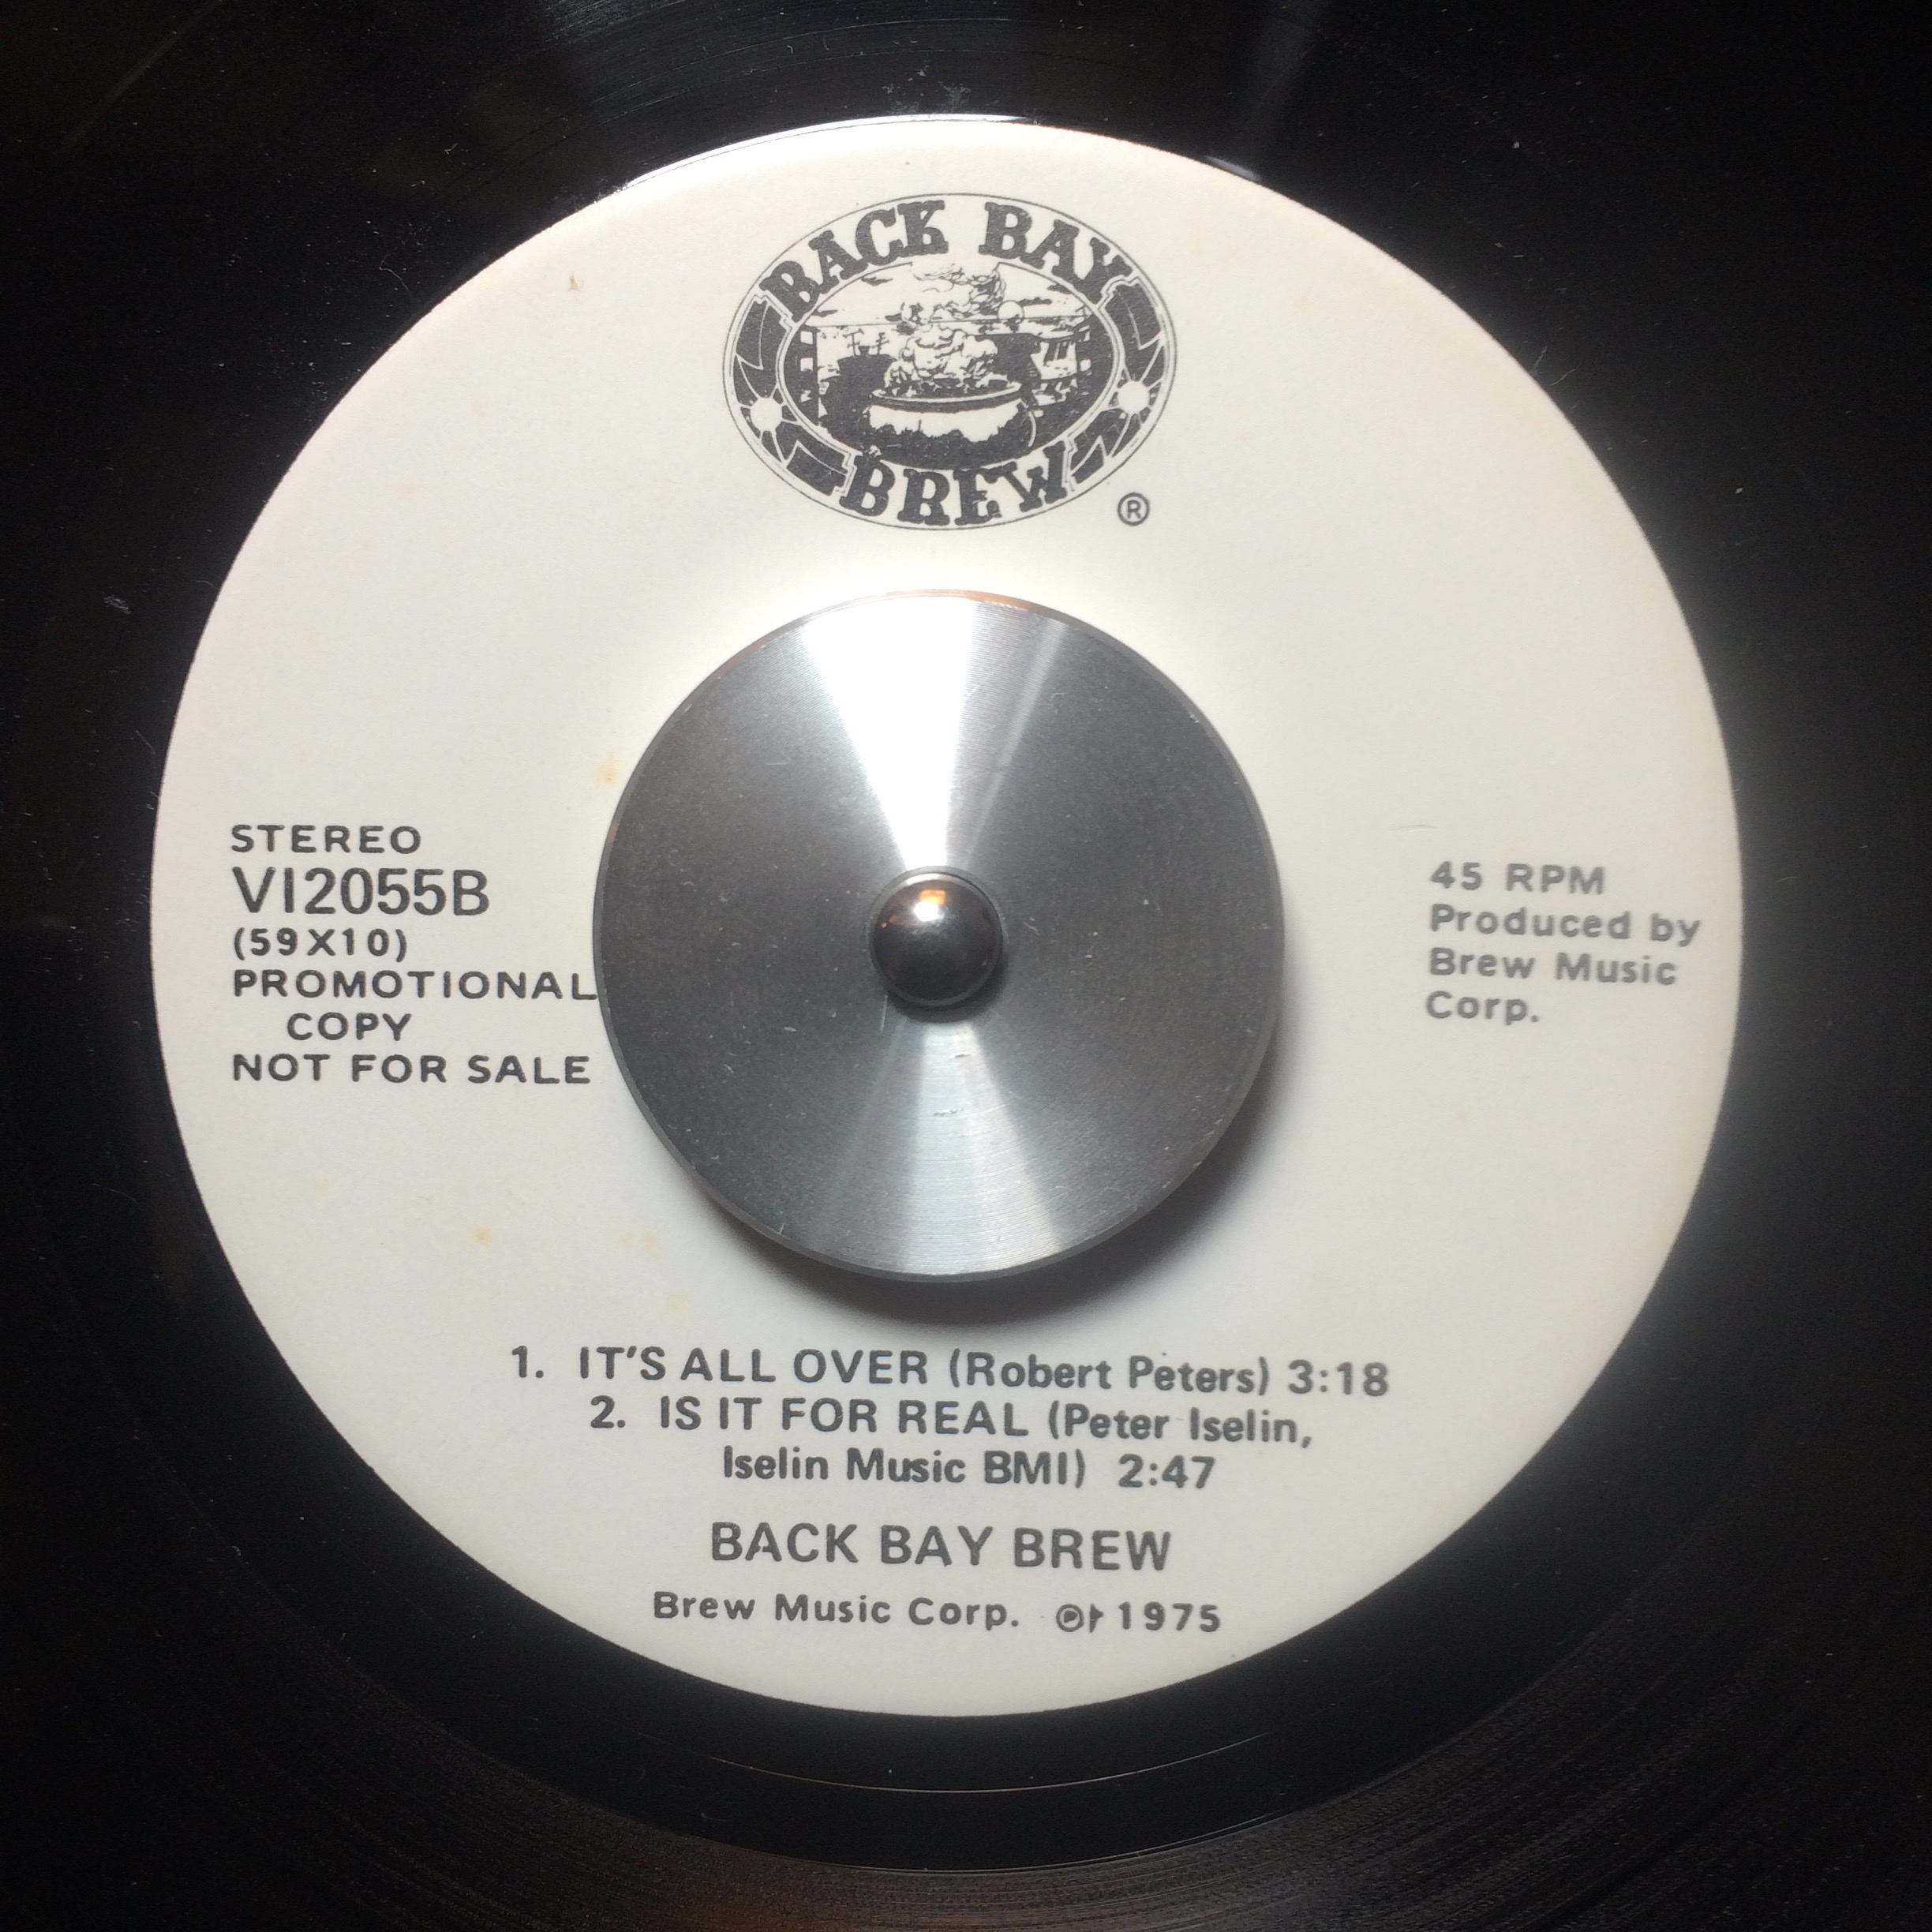 BACK BAY
BREW
®
STEREO
VI2055B
(59X10)
PROMOTIONAL
COPY
NOT FOR SALE
45 RPM
Produced by
Brew Music
Corp.
1. IT'S ALL OVER (Robert Peters) 3:18
2. IS IT FOR REAL (Peter Iselin,
Iselin Music BMI) 2:47
BACK BAY BREW
Brew Music Corp. ℗ 1975